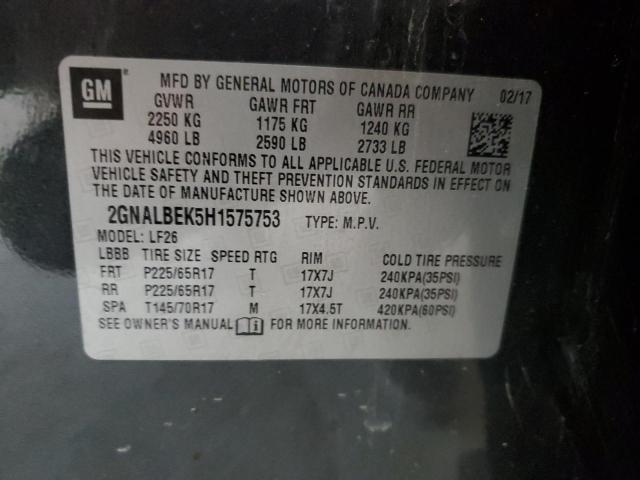 GM
MFD BY GENERAL MOTORS OF CANADA COMPANY 02/17
GVWR GAWR FRT GAWR RR
2250 KG 1175 KG 1240 KG
4960 LB 2590 LB 2733 LB
THIS VEHICLE CONFORMS TO ALL APPLICABLE U.S. FEDERAL MOTOR
VEHICLE SAFETY AND THEFT PREVENTION STANDARDS IN EFFECT ON
THE DATE OF MANUFACTURE SHOWN ABOVE.
2GNALBEK5H1575753 TYPE: M.P.V.
MODEL: LF26
LBBB TIRE SIZE SPEED RTG RIM COLD TIRE PRESSURE
FRT P225/65R17 T 17X7J 240KPA(35PSI)
RR P225/65R17 T 17X7J 240KPA(35PSI)
SPA T145/70R17 M 17X4.5T 420KPA(60PSI)
SEE OWNER'S MANUAL FOR MORE INFORMATION.